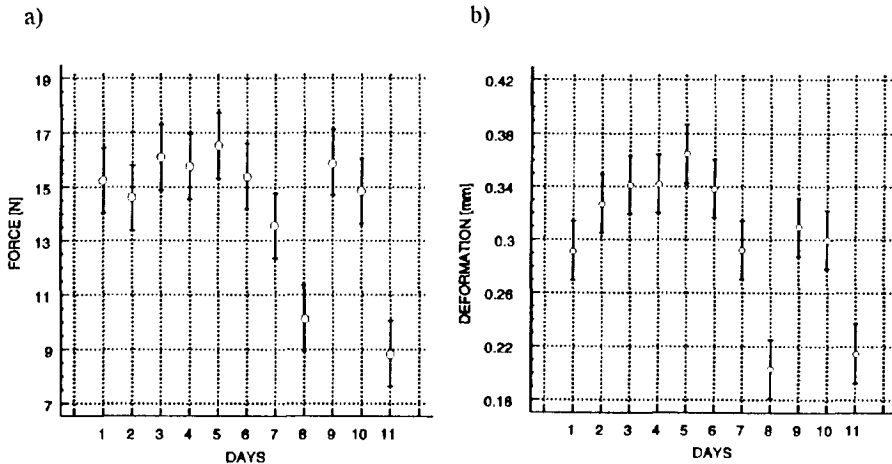 a)
19
17
15
13
11
9
7
FORCE [N]
1 2 3 4 5 6 7 8 9 10 11
DAYS
b)
0.42
0.38
0.34
0.3
0.26
0.22
0.18
DEFORMATION [mm]
1 2 3 4 5 6 7 8 9 10 11
DAYS